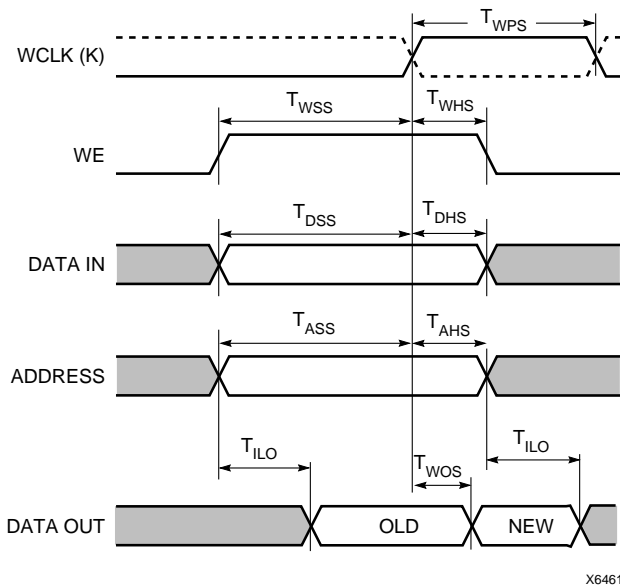 T_WPS
WCLK (K)
T_WSS T_WHS
WE
T_DSS T_DHS
DATA IN
T_ASS T_AHS
ADDRESS
T_ILO T_WOS T_ILO
DATA OUT OLD NEW
X6461